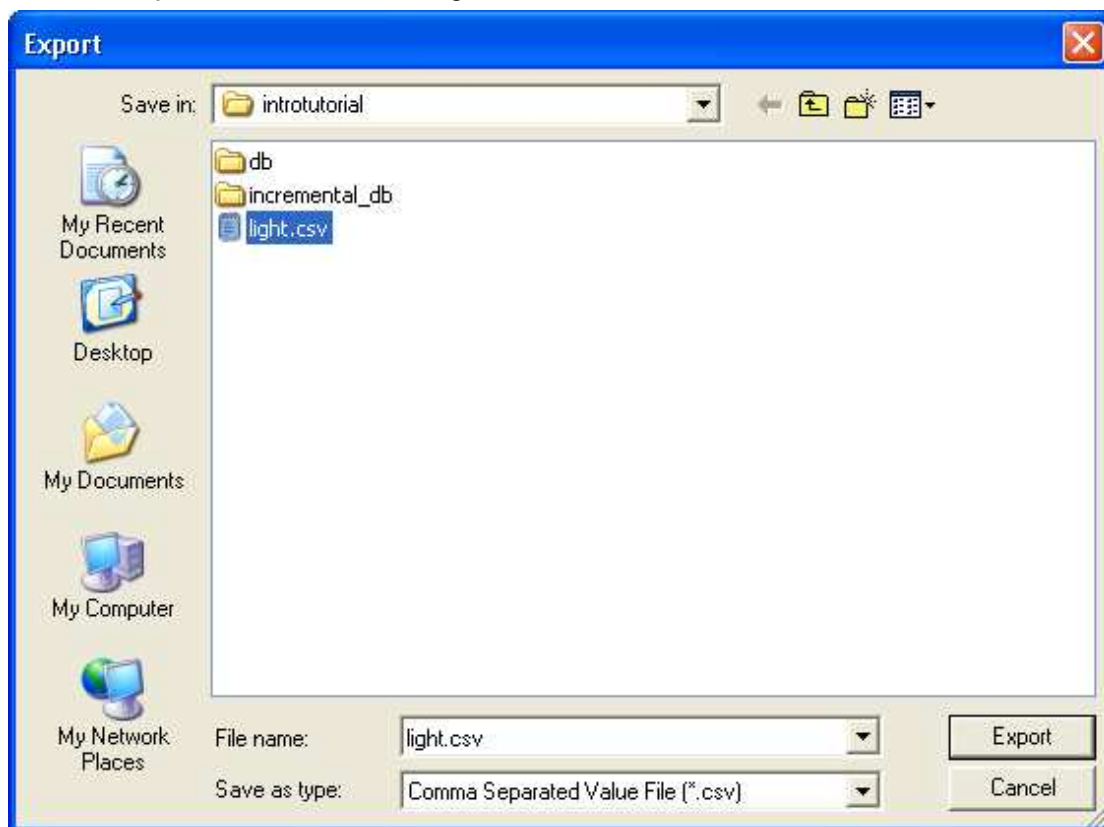 Export
Save in: introtutorial
db
incremental_db
light.csv
My Recent
Documents
Desktop
My Documents
My Computer
My Network
Places
File name: light.csv Export
Save as type: Comma Separated Value File (*.csv) Cancel